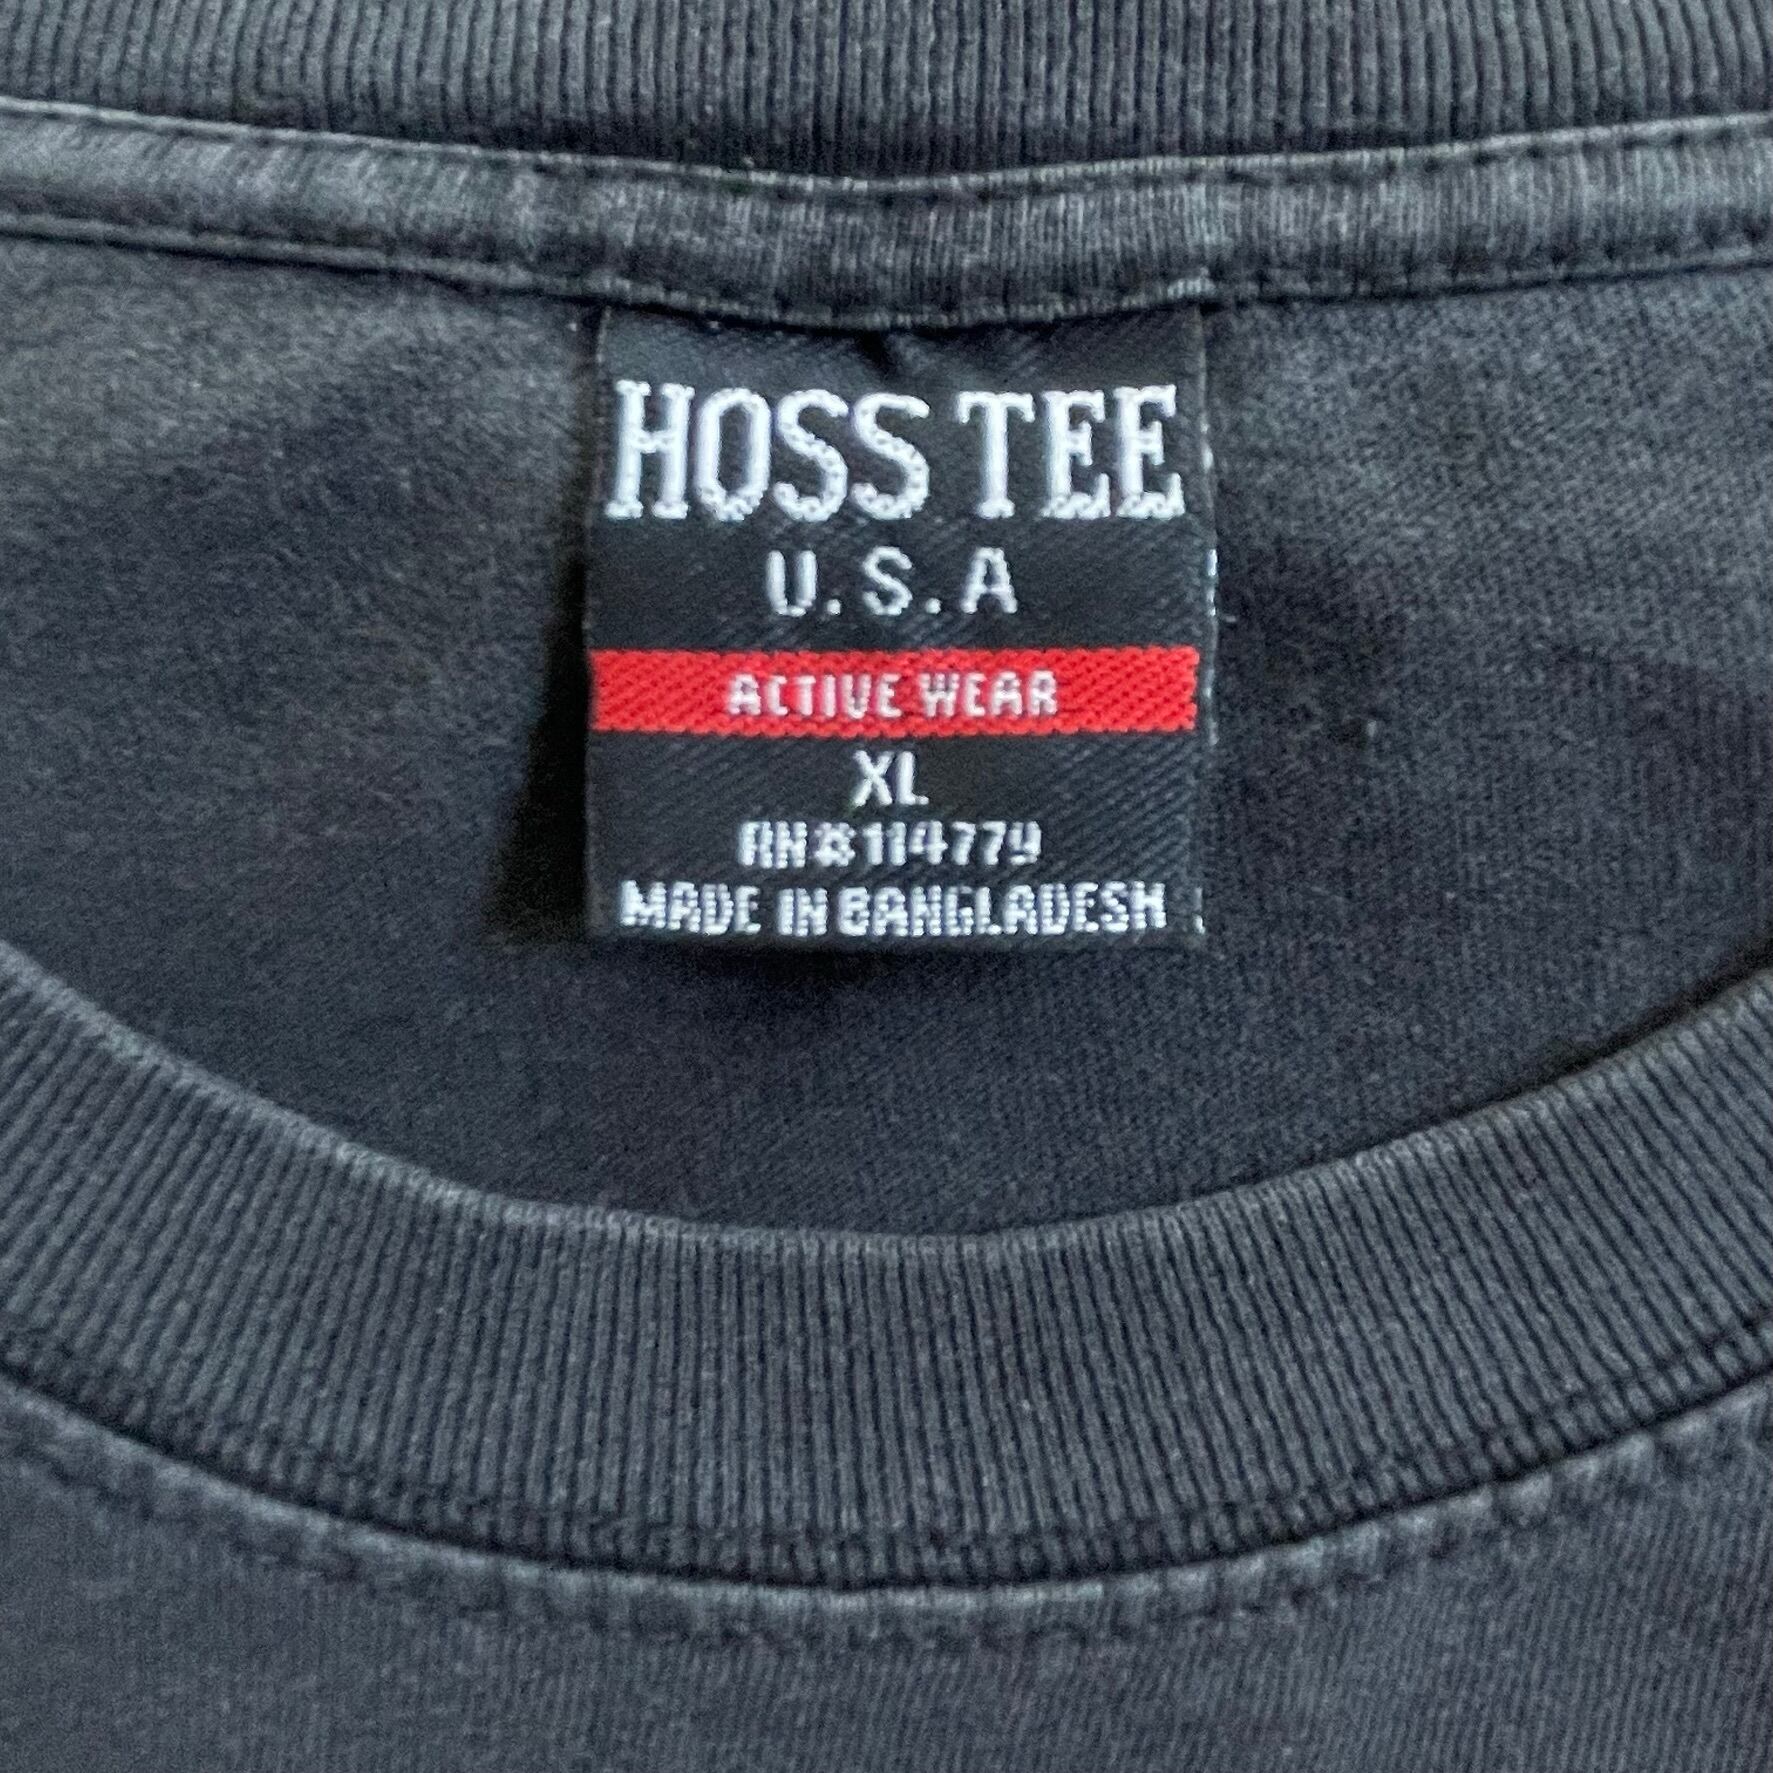 HOSS TEE
U.S.A
ACTIVE WEAR
XL
RN#114779
MADE IN BANGLADESH